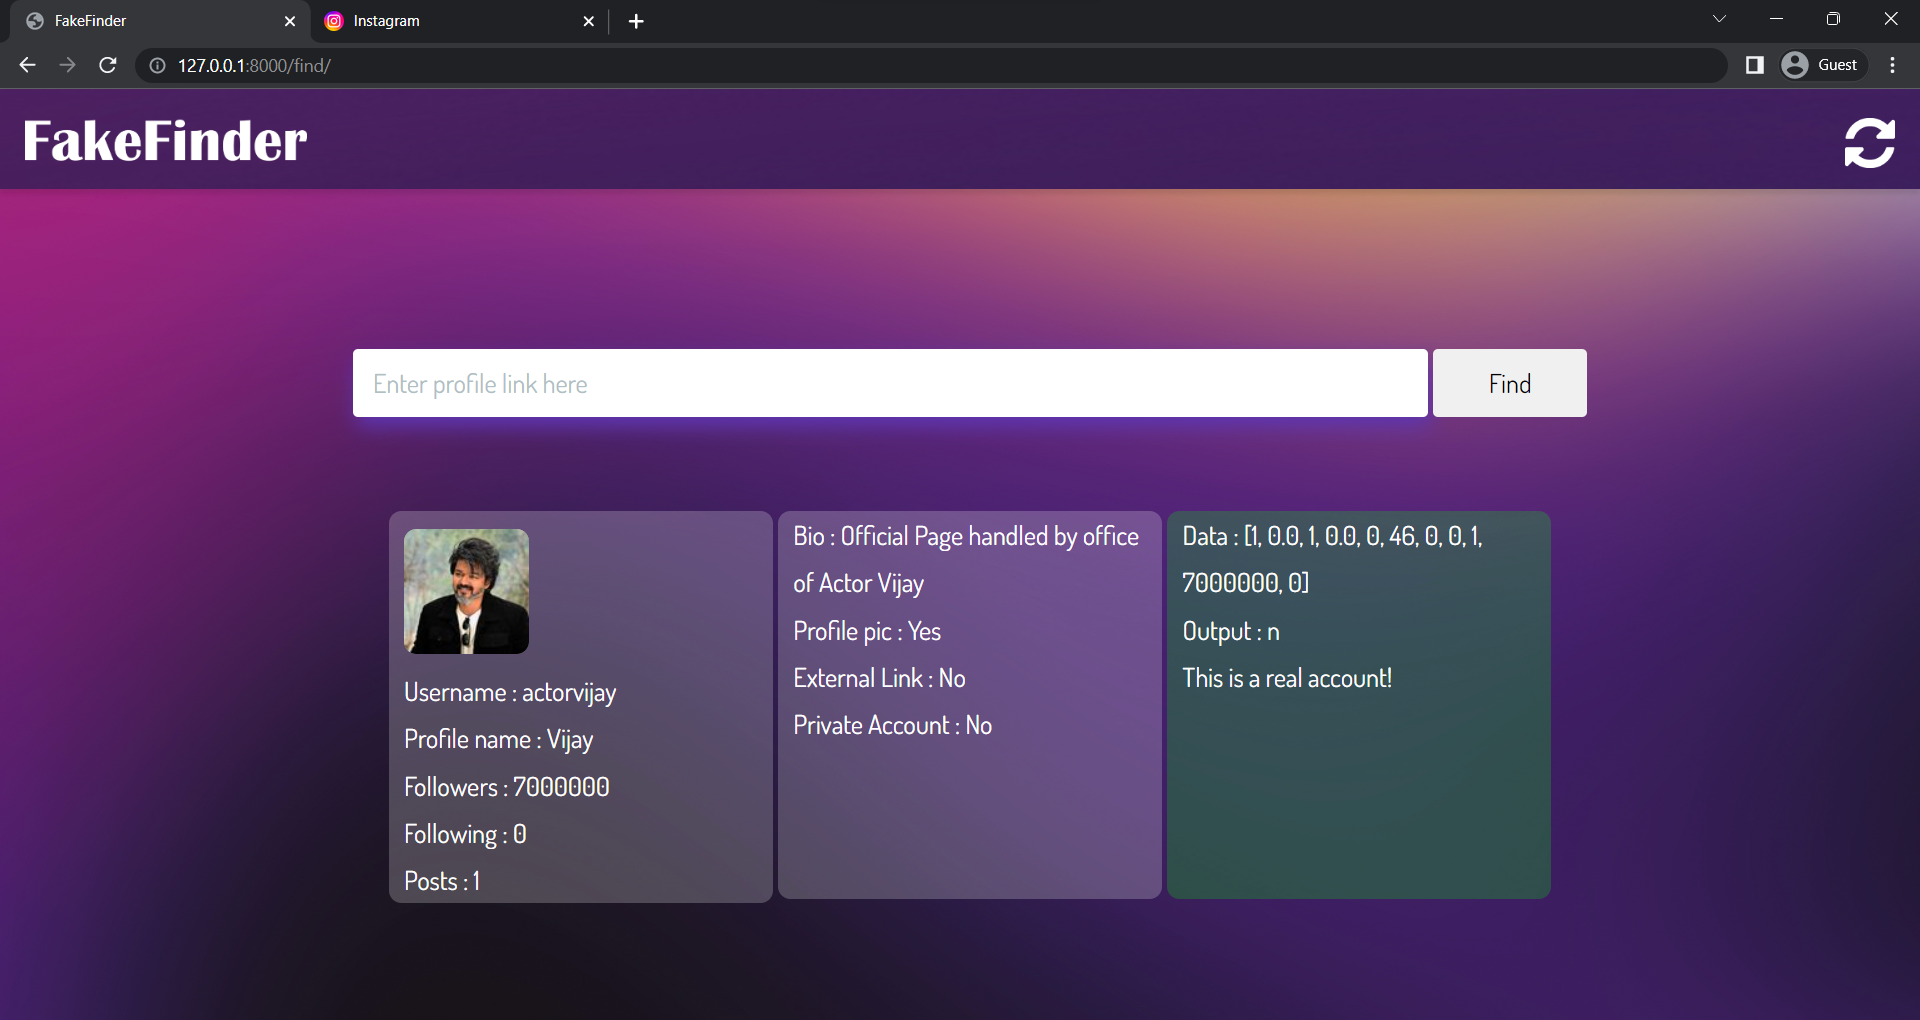 FakeFinder
Instagram
127.0.0.1:8000/find/
Guest
FakeFinder
Enter profile link here
Find
Username : actorvijay
Profile name : Vijay
Followers : 7000000
Following : 0
Posts : 1
Bio : Official Page handled by office
of Actor Vijay
Profile pic : Yes
External Link : No
Private Account : No
Data : [1, 0.0, 1, 0.0, 0, 46, 0, 0, 1,
7000000, 0]
Output : n
This is a real account!